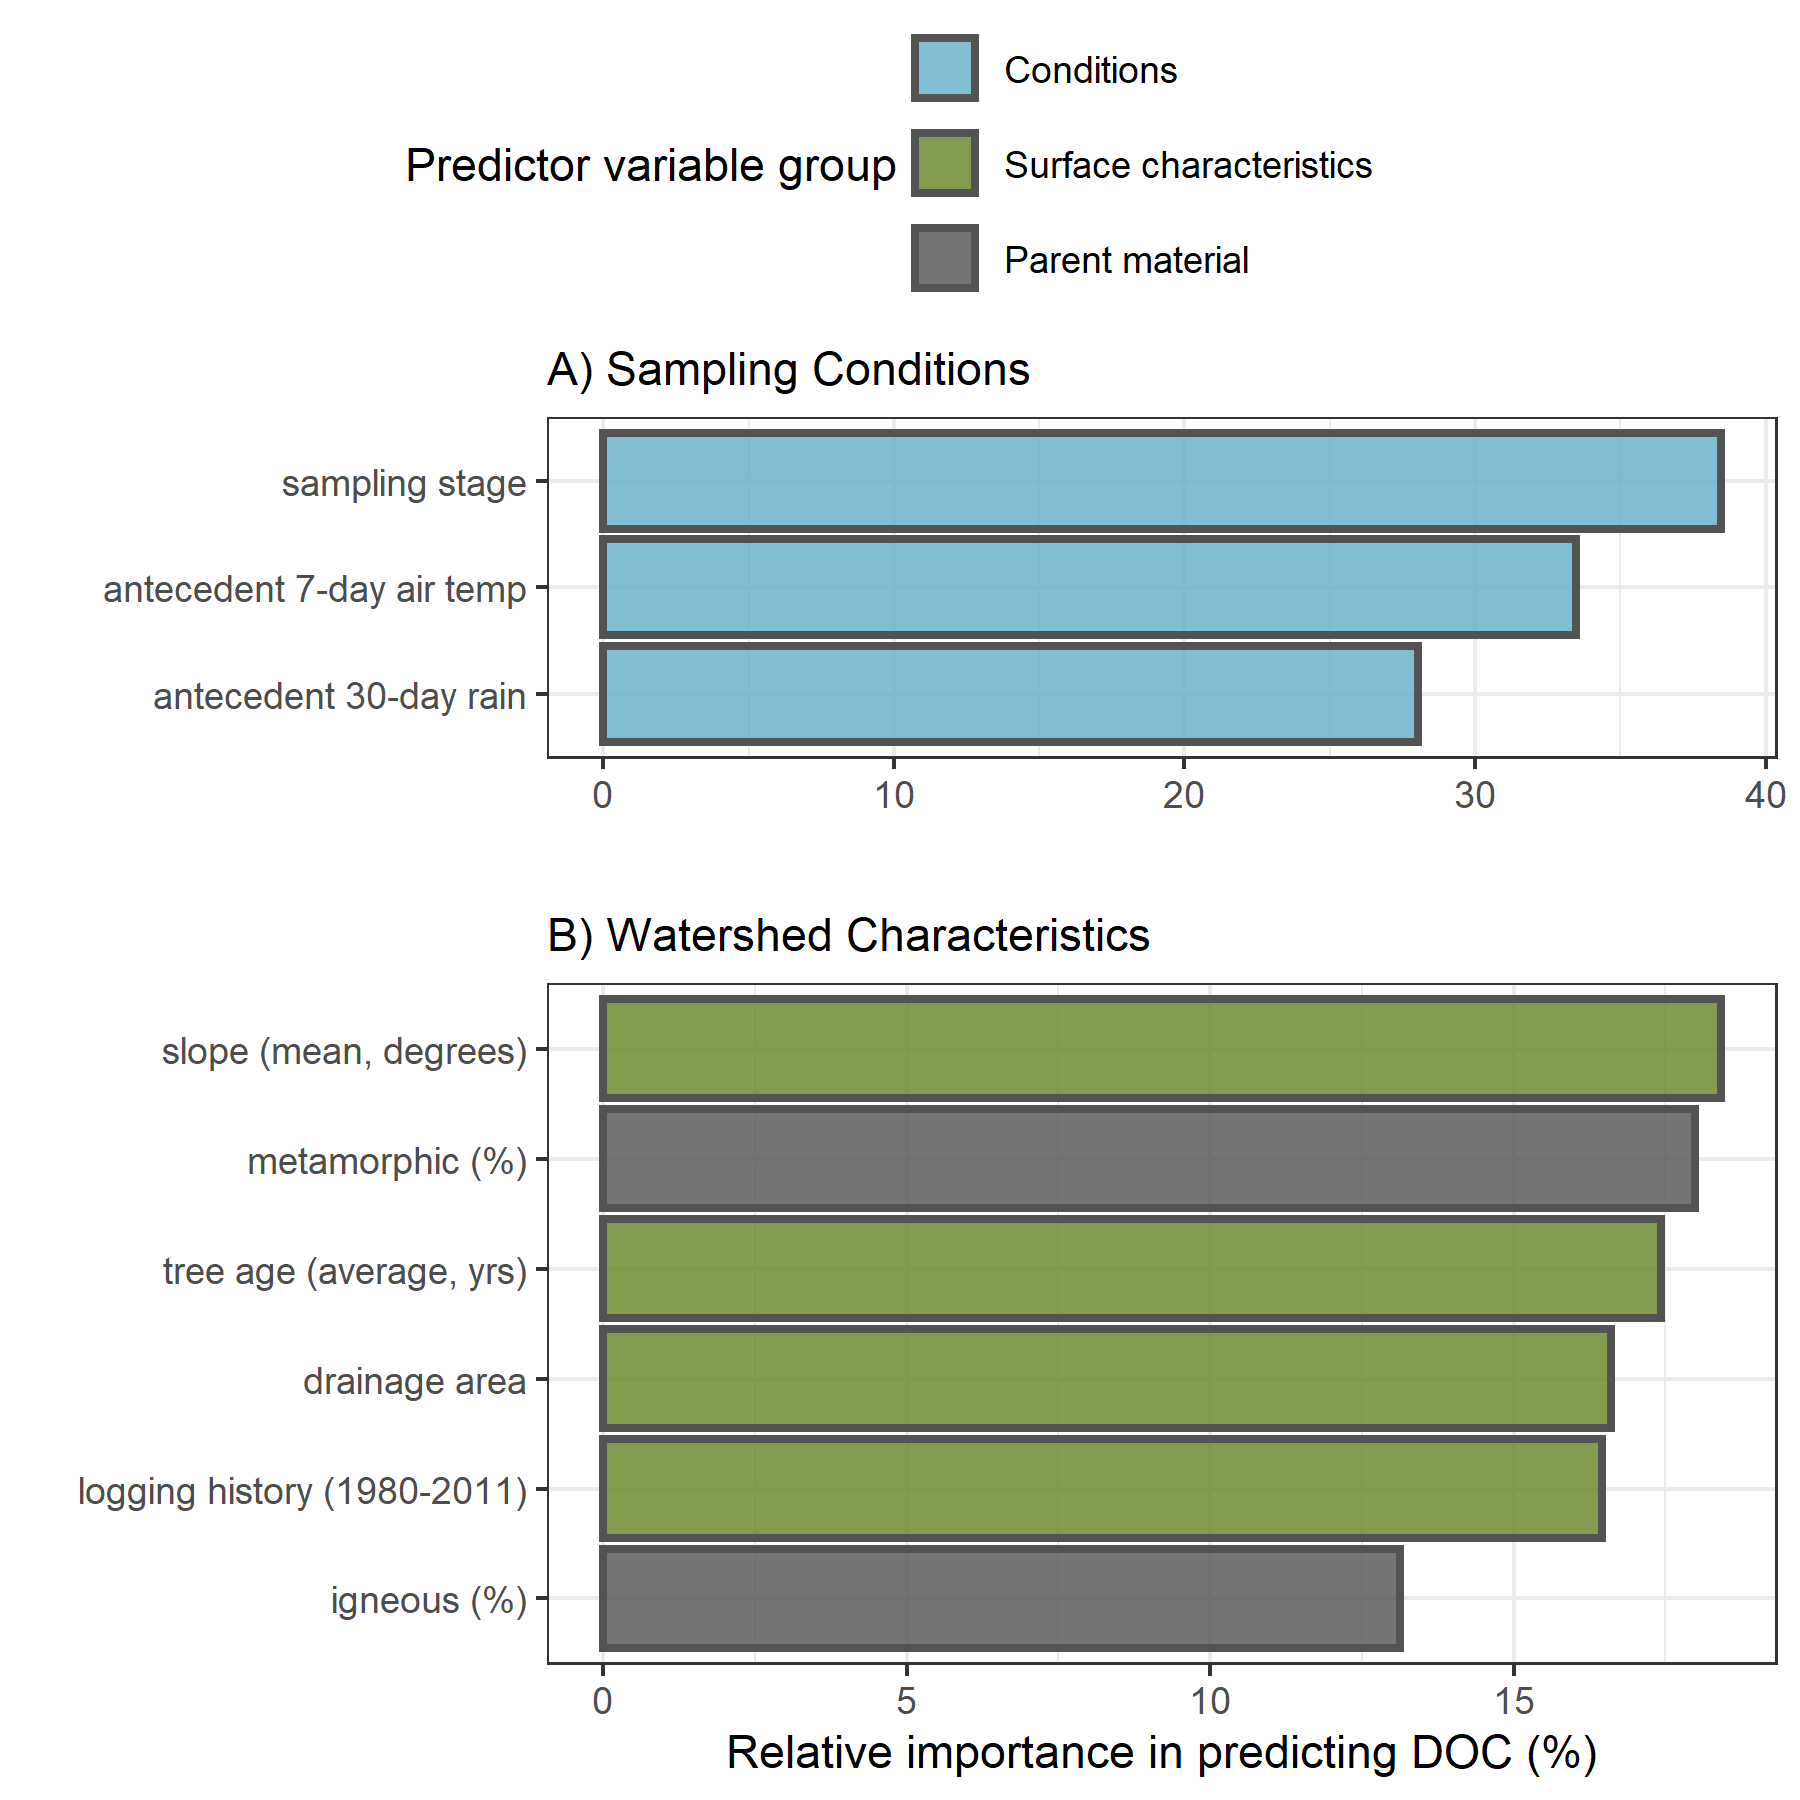 Conditions
Predictor variable group
Surface characteristics
Parent material
A) Sampling Conditions
sampling stage
antecedent 7-day air temp
antecedent 30-day rain
0 10 20 30 40
B) Watershed Characteristics
slope (mean, degrees)
metamorphic (%)
tree age (average, yrs)
drainage area
logging history (1980-2011)
igneous (%)
0 5 10 15
Relative importance in predicting DOC (%)